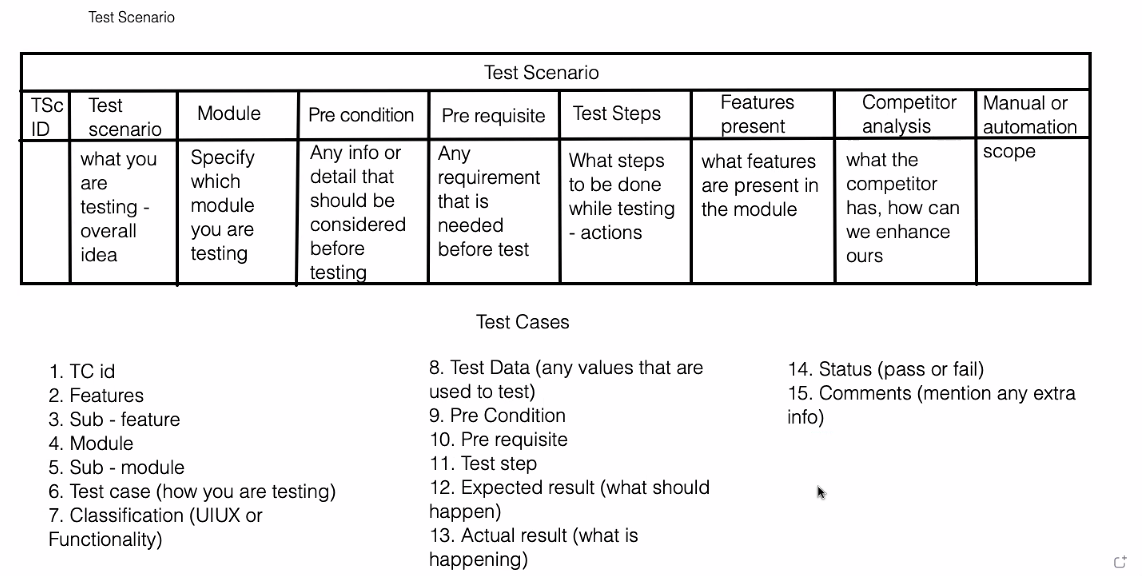 Test Scenario
Test Scenario
TSc
ID
Test
scenario
Module
Pre condition
Pre requisite
Test Steps
Features
present
Competitor
analysis
Manual or
automation
scope
what you
are
testing -
overall
idea
Specify
which
module
you are
testing
Any info or
detail that
should be
considered
before
testing
Any
requirement
that is
needed
before test
What steps
to be done
while testing
- actions
what features
are present in
the module
what the
competitor
has, how can
we enhance
ours
Test Cases
1. TC id
2. Features
3. Sub - feature
4. Module
5. Sub - module
6. Test case (how you are testing)
7. Classification (UIUX or
Functionality)
8. Test Data (any values that are
used to test)
9. Pre Condition
10. Pre requisite
11. Test step
12. Expected result (what should
happen)
13. Actual result (what is
happening)
14. Status (pass or fail)
15. Comments (mention any extra
info)